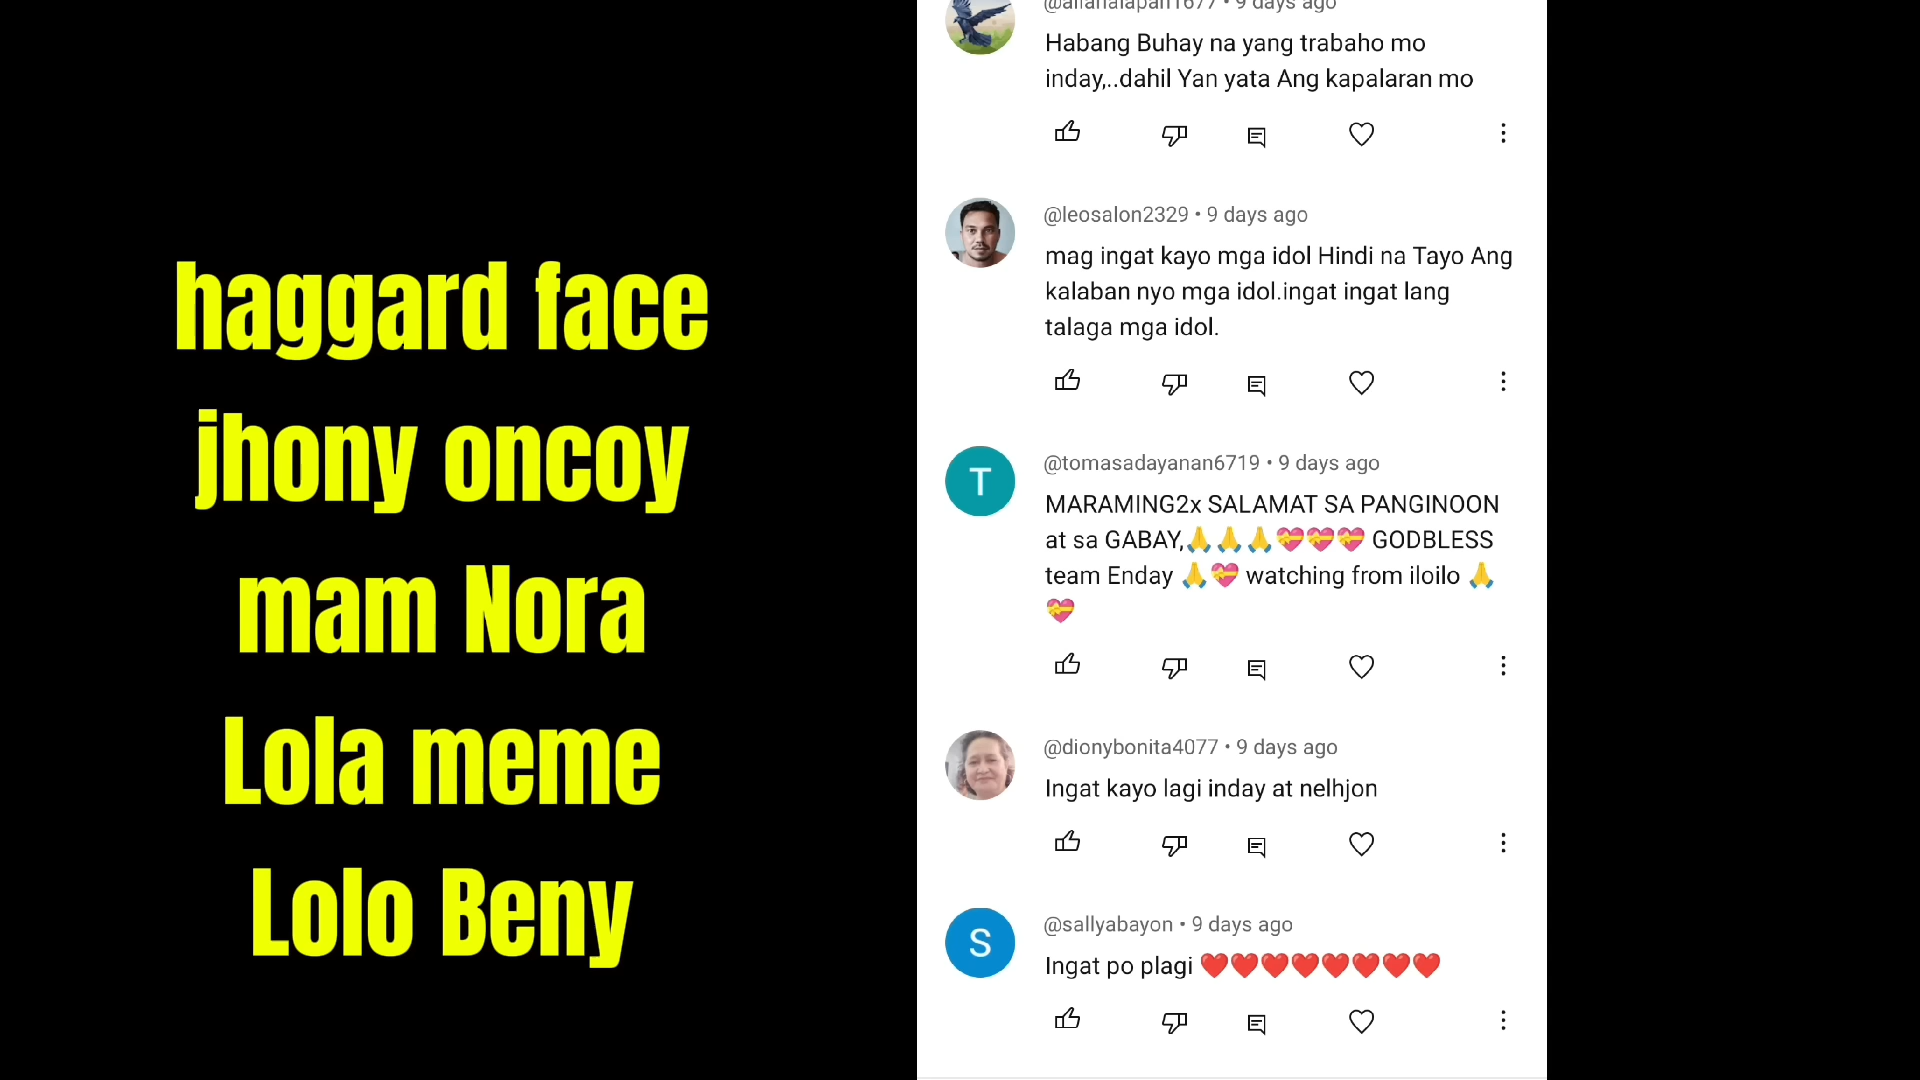 haggard face
jhony oncoy
mam Nora
Lola meme
Lolo Beny
9 days ago
Habang Buhay na yang trabaho mo
inday,..dahil Yan yata Ang kapalaran mo
@leosalon2329 • 9 days ago
mag ingat kayo mga idol Hindi na Tayo Ang
kalaban nyo mga idol.ingat ingat lang
talaga mga idol.
T
@tomasadayanan6719 • 9 days ago
MARAMING2x SALAMAT SA PANGINOON
at sa GABAY,🙏🙏🙏💝💝💝 GODBLESS
team Enday 🙏💝 watching from iloilo 🙏
💝
@dionybonita4077 • 9 days ago
Ingat kayo lagi inday at nelhjon
S
@sallyabayon • 9 days ago
Ingat po plagi ❤️❤️❤️❤️❤️❤️❤️❤️